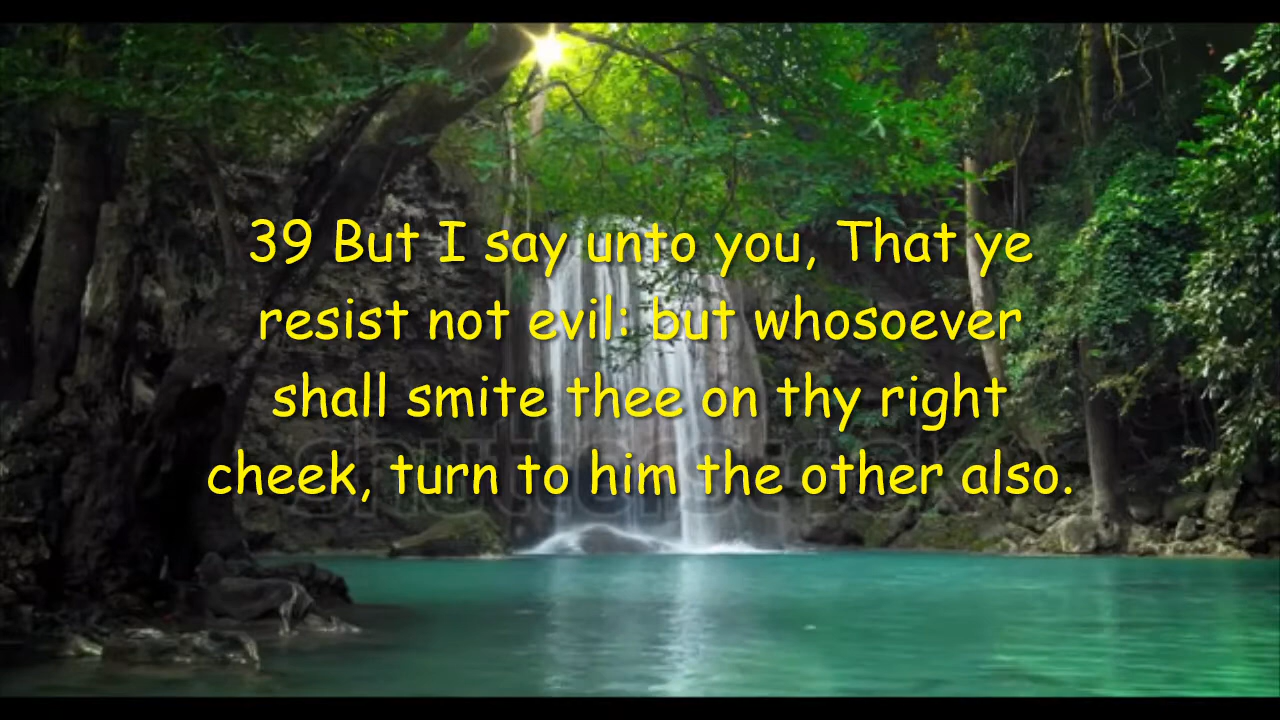 39 But I say unto you, That ye
resist not evil: but whosoever
shall smite thee on thy right
cheek, turn to him the other also.
shutterstock